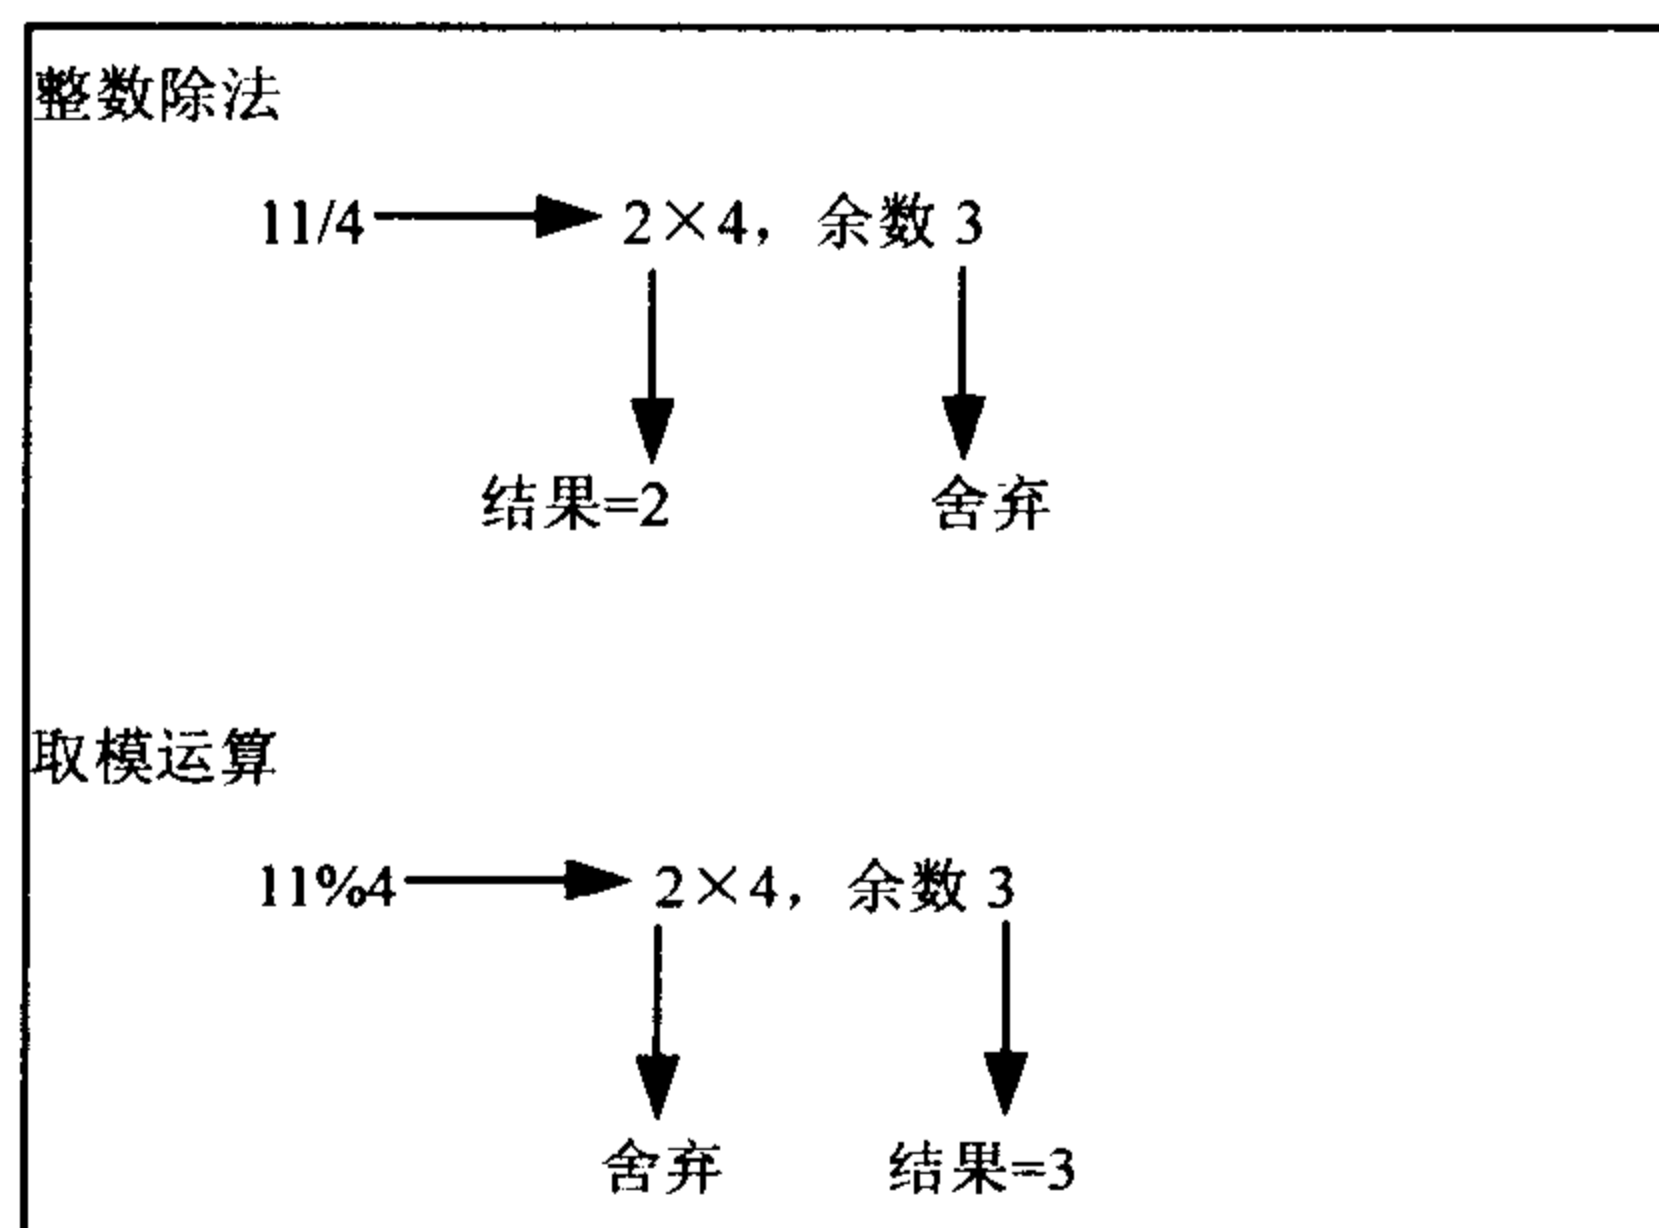 整数除法
11/4 2×4，余数 3
结果=2 舍弃
取模运算
11%4 2×4，余数 3
舍弃 结果=3